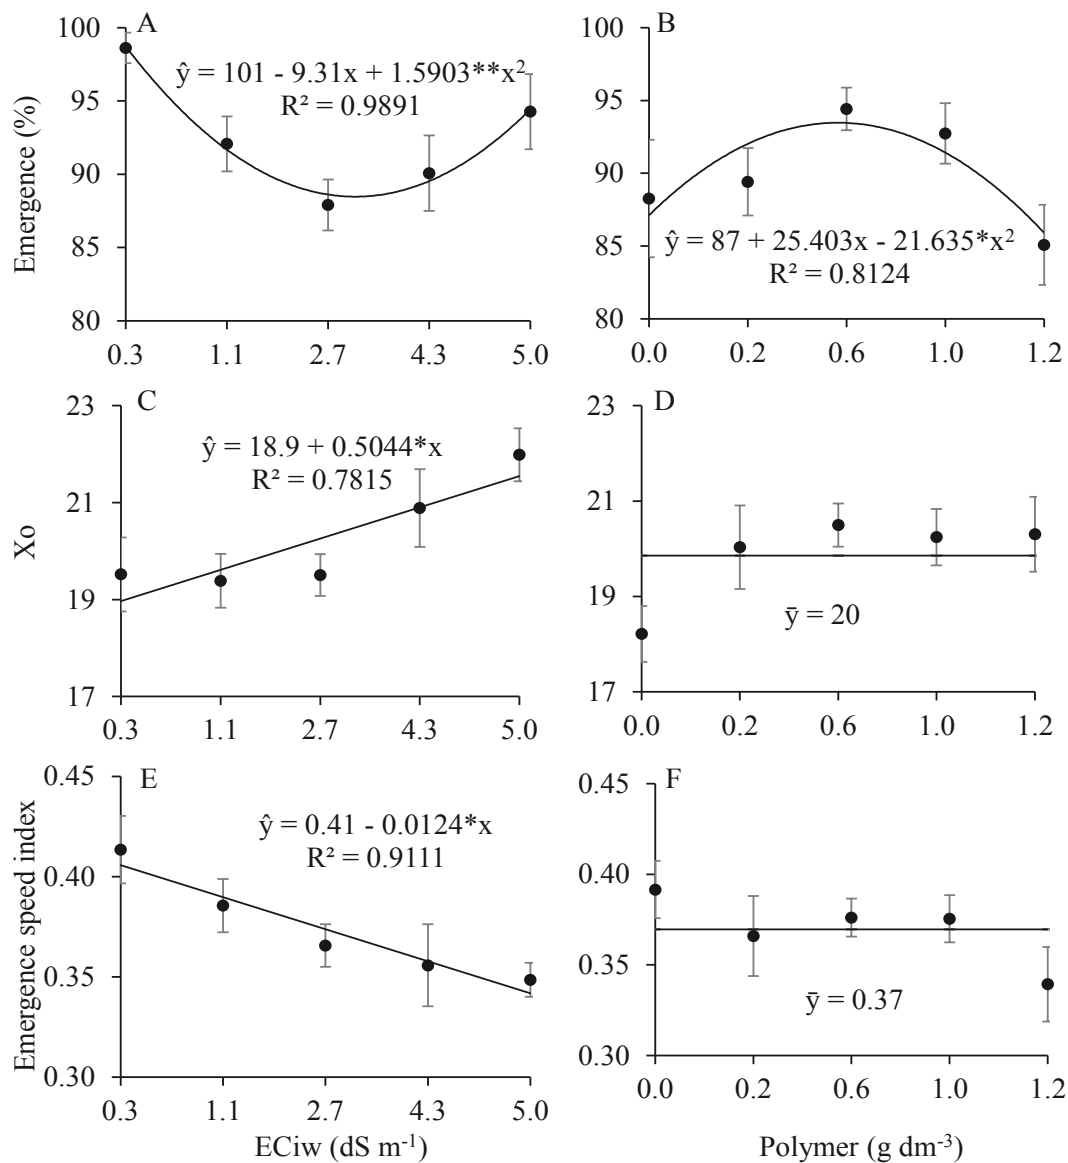 A
Emergence (%)
100
95
90
85
80
ŷ = 101 - 9.31x + 1.5903**x²
R² = 0.9891
0.3 1.1 2.7 4.3 5.0
B
100
95
90
85
80
ŷ = 87 + 25.403x - 21.635*x²
R² = 0.8124
0.0 0.2 0.6 1.0 1.2
C
Xo
23
21
19
17
ŷ = 18.9 + 0.5044*x
R² = 0.7815
0.3 1.1 2.7 4.3 5.0
D
23
21
19
17
ȳ = 20
0.0 0.2 0.6 1.0 1.2
E
Emergence speed index
0.45
0.40
0.35
0.30
ŷ = 0.41 - 0.0124*x
R² = 0.9111
0.3 1.1 2.7 4.3 5.0
ECiw (dS m⁻¹)
F
0.45
0.40
0.35
0.30
ȳ = 0.37
0.0 0.2 0.6 1.0 1.2
Polymer (g dm⁻³)